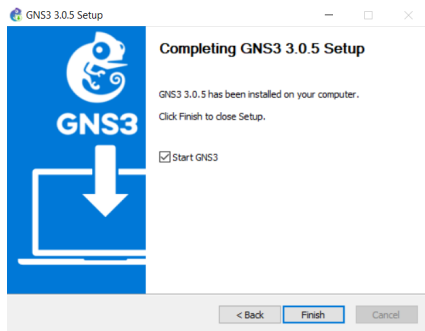 GNS3 3.0.5 Setup
GNS3
Completing GNS3 3.0.5 Setup
GNS3 3.0.5 has been installed on your computer.
Click Finish to close Setup.
Start GNS3
< Back
Finish
Cancel